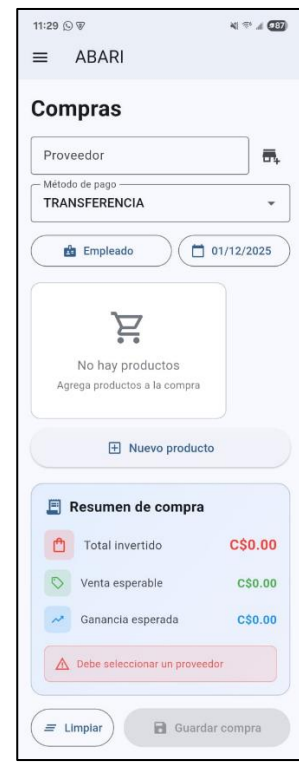 11:29
87
ABARI
Compras
Proveedor
Método de pago
TRANSFERENCIA
Empleado
01/12/2025
No hay productos
Agrega productos a la compra
Nuevo producto
Resumen de compra
Total invertido C$0.00
Venta esperable C$0.00
Ganancia esperada C$0.00
Debe seleccionar un proveedor
Limpiar
Guardar compra